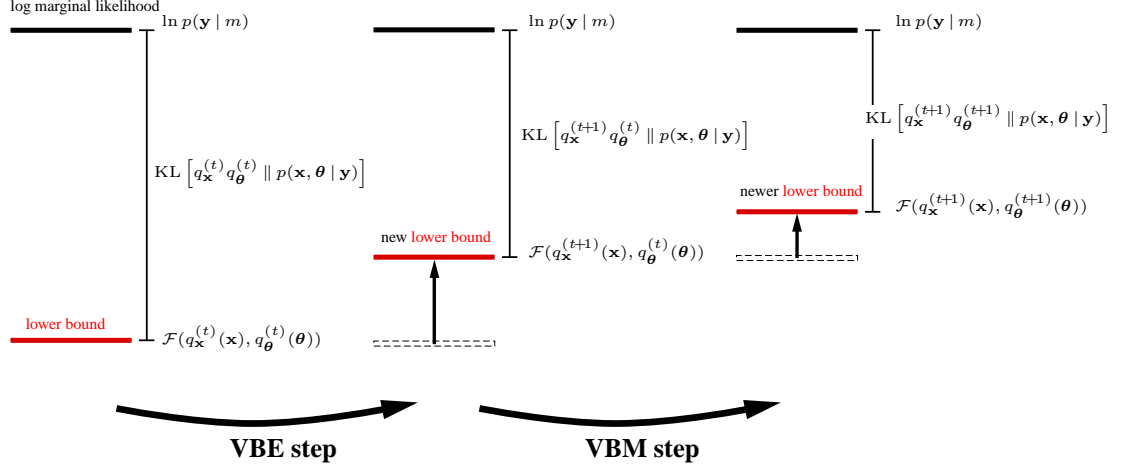 log marginal likelihood
ln p(y | m)
ln p(y | m)
ln p(y | m)
KL [q_x^{(t)} q_θ^{(t)} ∥ p(x, θ | y)]
KL [q_x^{(t+1)} q_θ^{(t)} ∥ p(x, θ | y)]
KL [q_x^{(t+1)} q_θ^{(t+1)} ∥ p(x, θ | y)]
newer lower bound
F(q_x^{(t+1)}(x), q_θ^{(t+1)}(θ))
new lower bound
F(q_x^{(t+1)}(x), q_θ^{(t)}(θ))
lower bound
F(q_x^{(t)}(x), q_θ^{(t)}(θ))
VBE step
VBM step